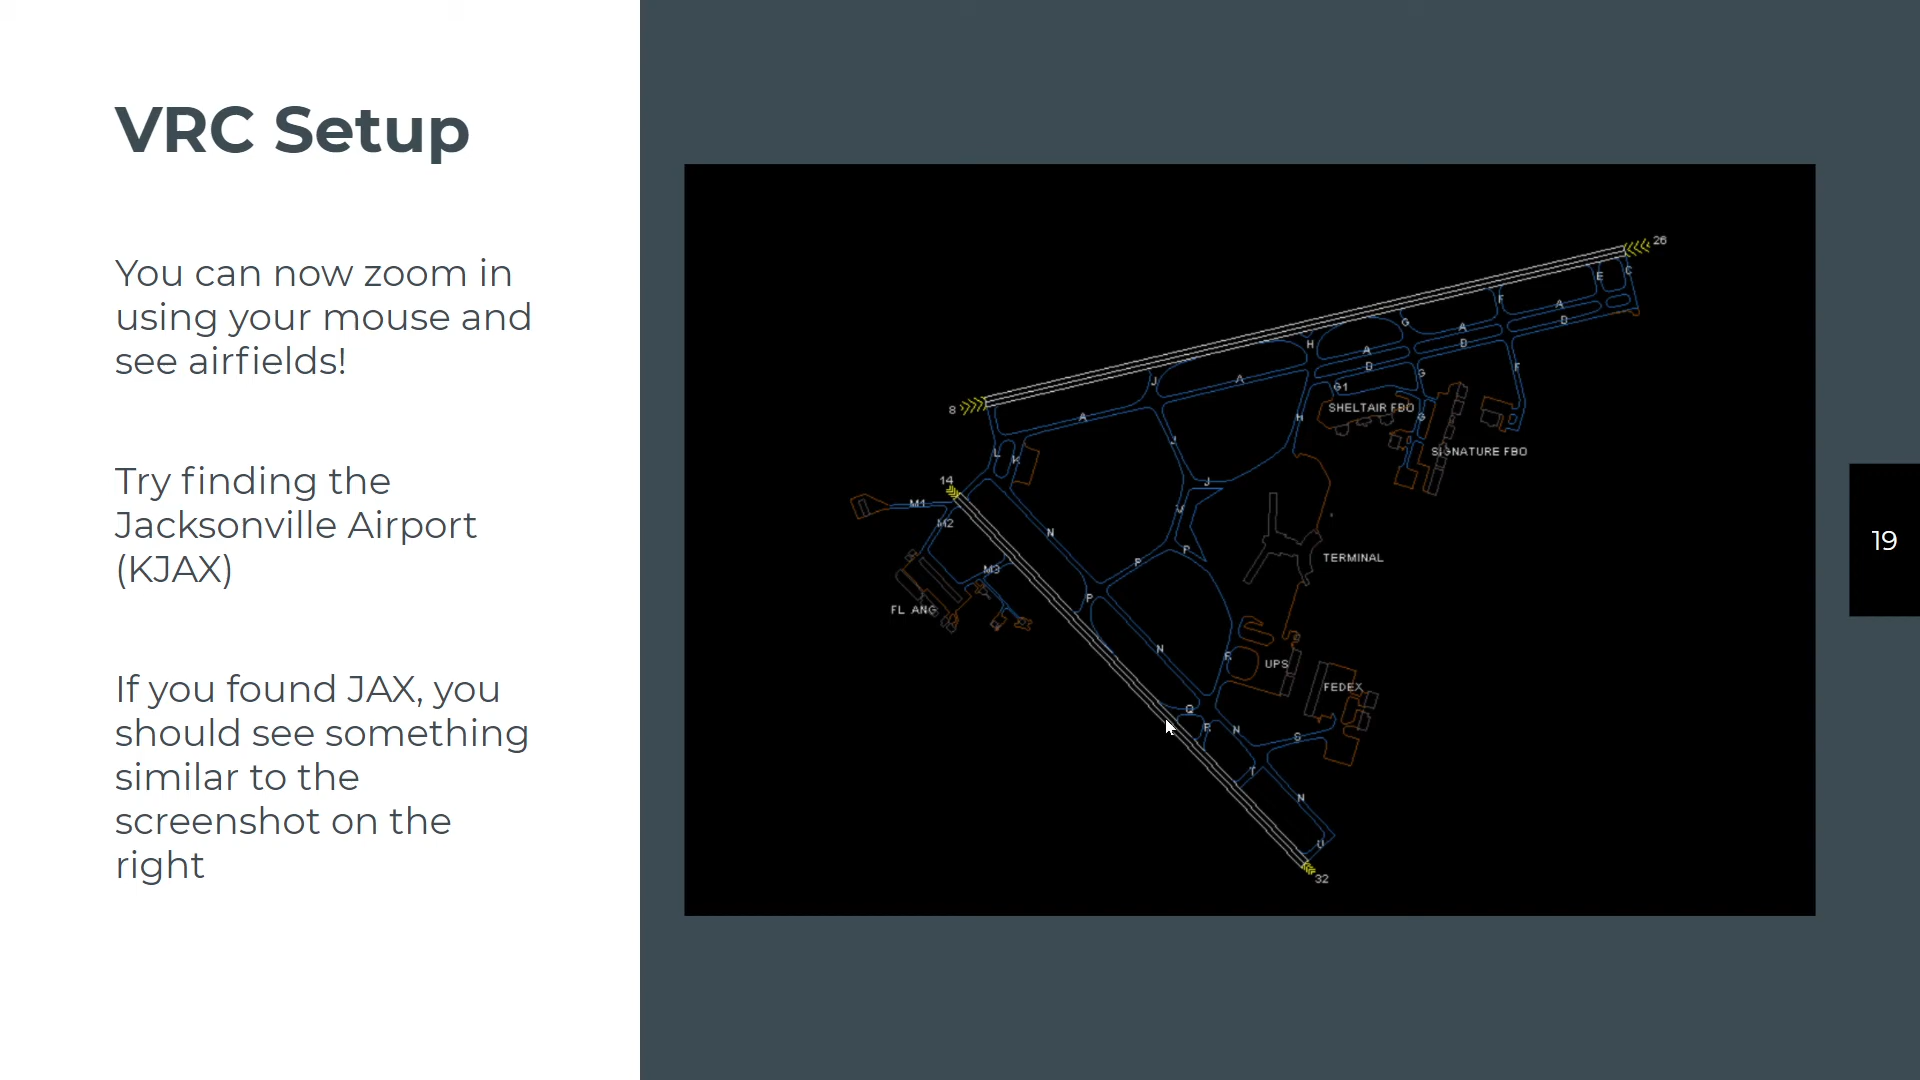 VRC Setup
You can now zoom in
using your mouse and
see airfields!
Try finding the
Jacksonville Airport
(KJAX)
If you found JAX, you
should see something
similar to the
screenshot on the
right
26
E
C
F
A
D
G
A
D
H
A
D
F
J
A
G
G1
8
A
SHELTAIR FBO
H
G
J
L
K
SIGNATURE FBO
14
J
M1
M2
N
P
TERMINAL
P
M3
P
FL ANG
N
R
UPS
FEDEX
Q
R
N
S
T
N
U
32
19